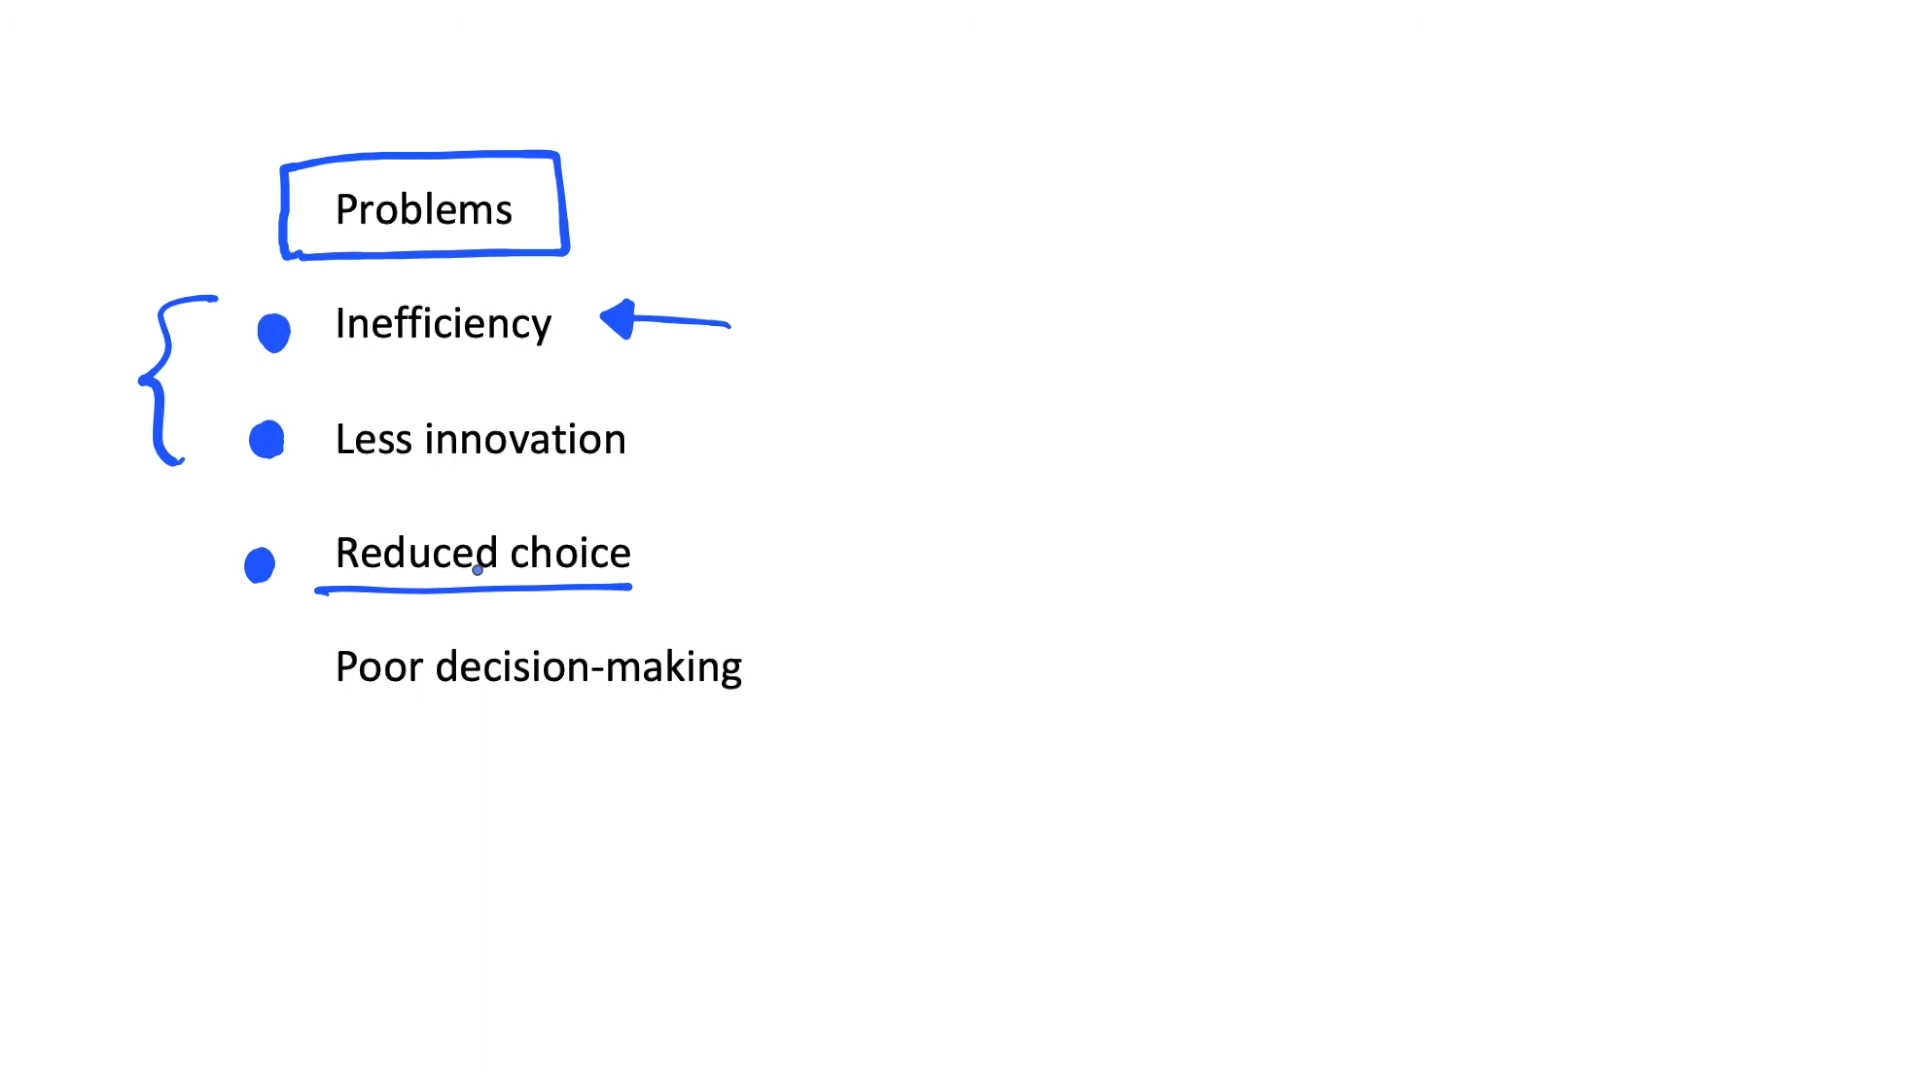 Problems
Inefficiency
Less innovation
Reduced choice
Poor decision-making